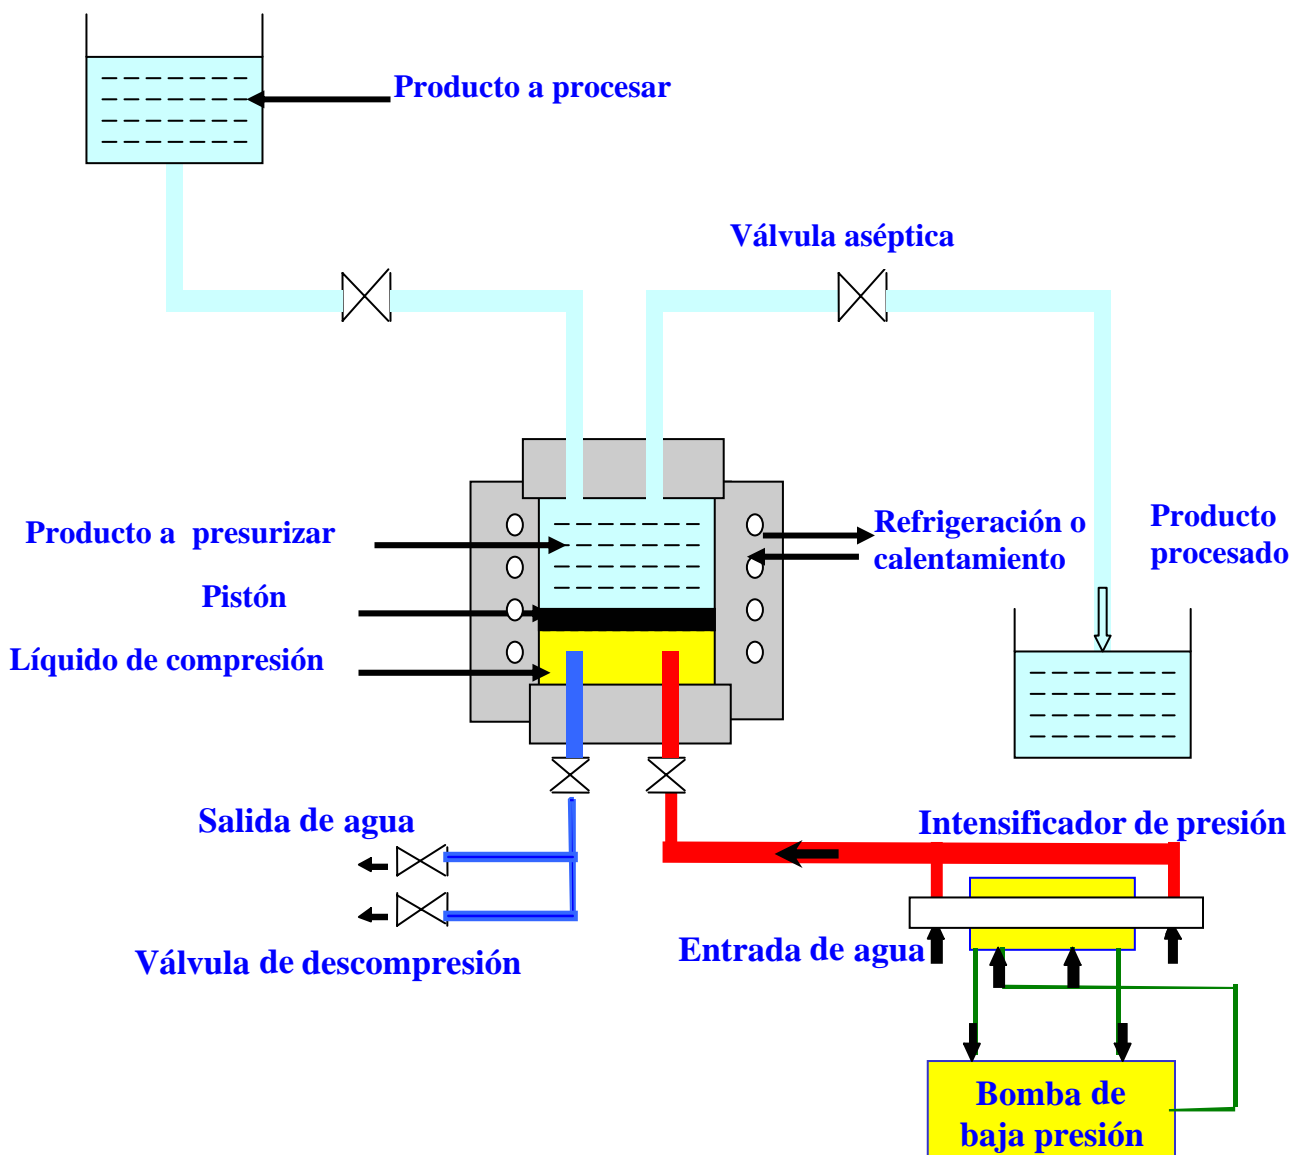 Producto a procesar
Válvula aséptica
Producto a presurizar
Refrigeración o
calentamiento
Producto
procesado
Pistón
Líquido de compresión
Salida de agua
Intensificador de presión
Válvula de descompresión
Entrada de agua
Bomba de
baja presión